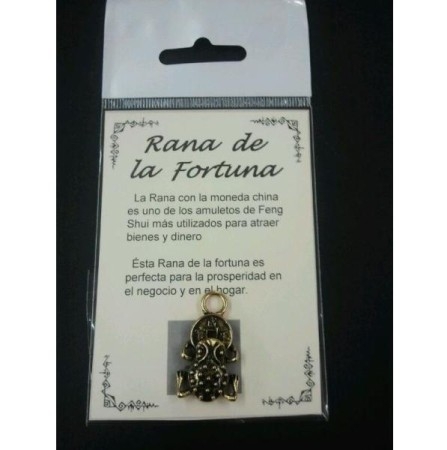 Rana de
la Fortuna
La Rana con la moneda china
es uno de los amuletos de Feng
Shui más utilizados para atraer
bienes y dinero
Ésta Rana de la fortuna es
perfecta para la prosperidad en
el negocio y en el hogar.